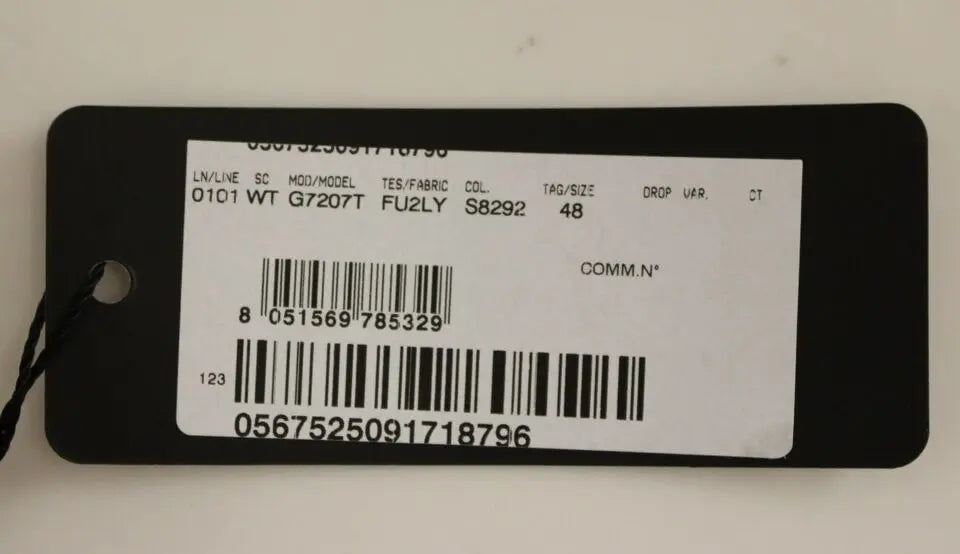 0567525091718796
LN/LINE SC MOD/MODEL TES/FABRIC COL. TAG/SIZE DROP VAR. CT
0101 WT G7207T FU2LY S8292 48
COMM.N°
8 051569 785329
123
0567525091718796